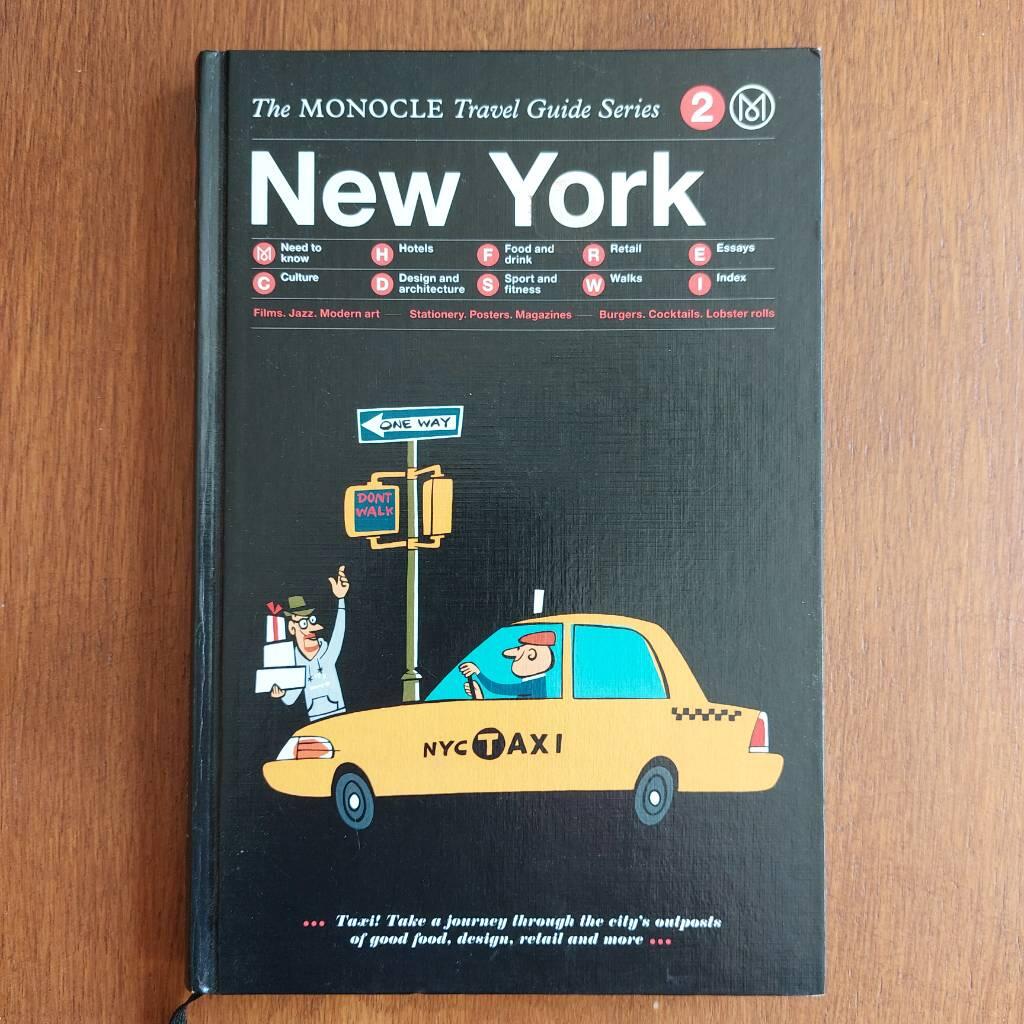 The MONOCLE Travel Guide Series 2
New York
Need to know
H Hotels
F Food and drink
R Retail
E Essays
C Culture
D Design and architecture
S Sport and fitness
W Walks
I Index
Films. Jazz. Modern art — Stationery. Posters. Magazines — Burgers. Cocktails. Lobster rolls
ONE WAY
DONT
WALK
NYC TAXI
... Taxi! Take a journey through the city's outposts
of good food, design, retail and more ...